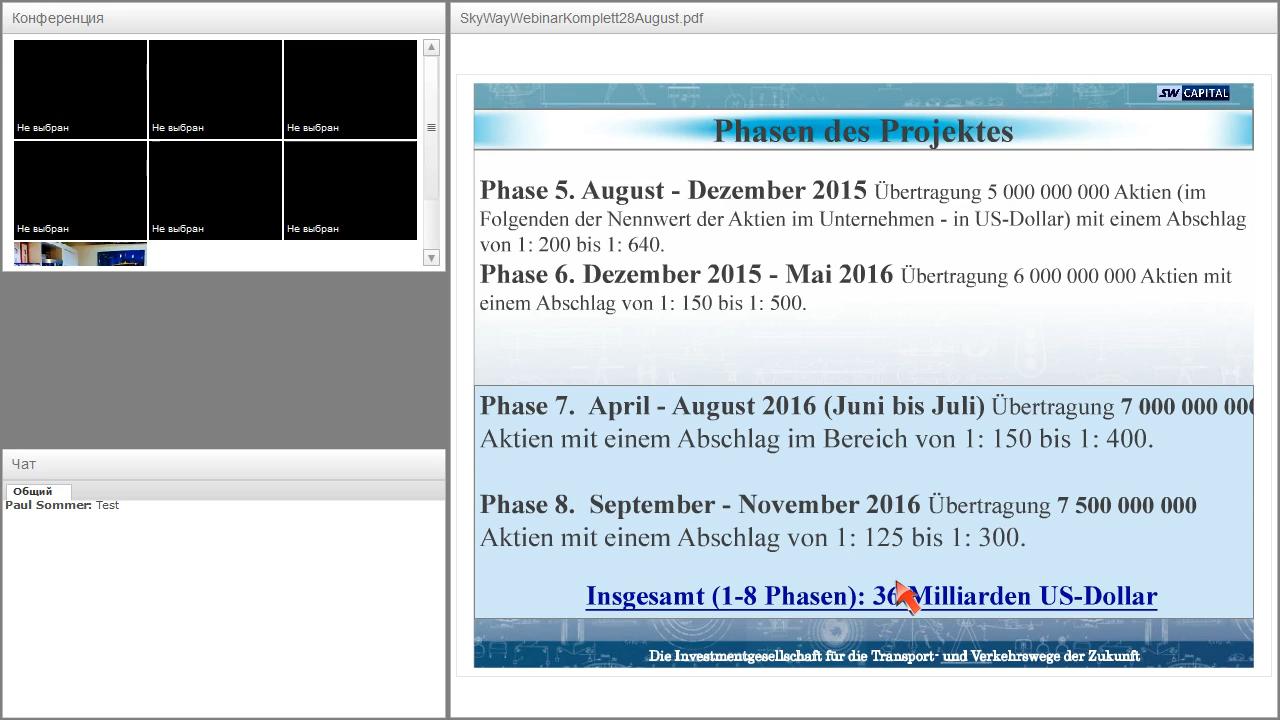 Конференция
Не выбран
Не выбран
Не выбран
Не выбран
Не выбран
Не выбран
Чат
Общий
Paul Sommer: Test
SkyWayWebinarKomplett28August.pdf
SW CAPITAL
Phasen des Projektes
Phase 5. August - Dezember 2015 Übertragung 5 000 000 000 Aktien (im
Folgenden der Nennwert der Aktien im Unternehmen - in US-Dollar) mit einem Abschlag
von 1: 200 bis 1: 640.
Phase 6. Dezember 2015 - Mai 2016 Übertragung 6 000 000 000 Aktien mit
einem Abschlag von 1: 150 bis 1: 500.
Phase 7. April - August 2016 (Juni bis Juli) Übertragung 7 000 000 000
Aktien mit einem Abschlag im Bereich von 1: 150 bis 1: 400.
Phase 8. September - November 2016 Übertragung 7 500 000 000
Aktien mit einem Abschlag von 1: 125 bis 1: 300.
Insgesamt (1-8 Phasen): 36 Milliarden US-Dollar
Die Investmentgesellschaft für die Transport- und Verkehrswege der Zukunft